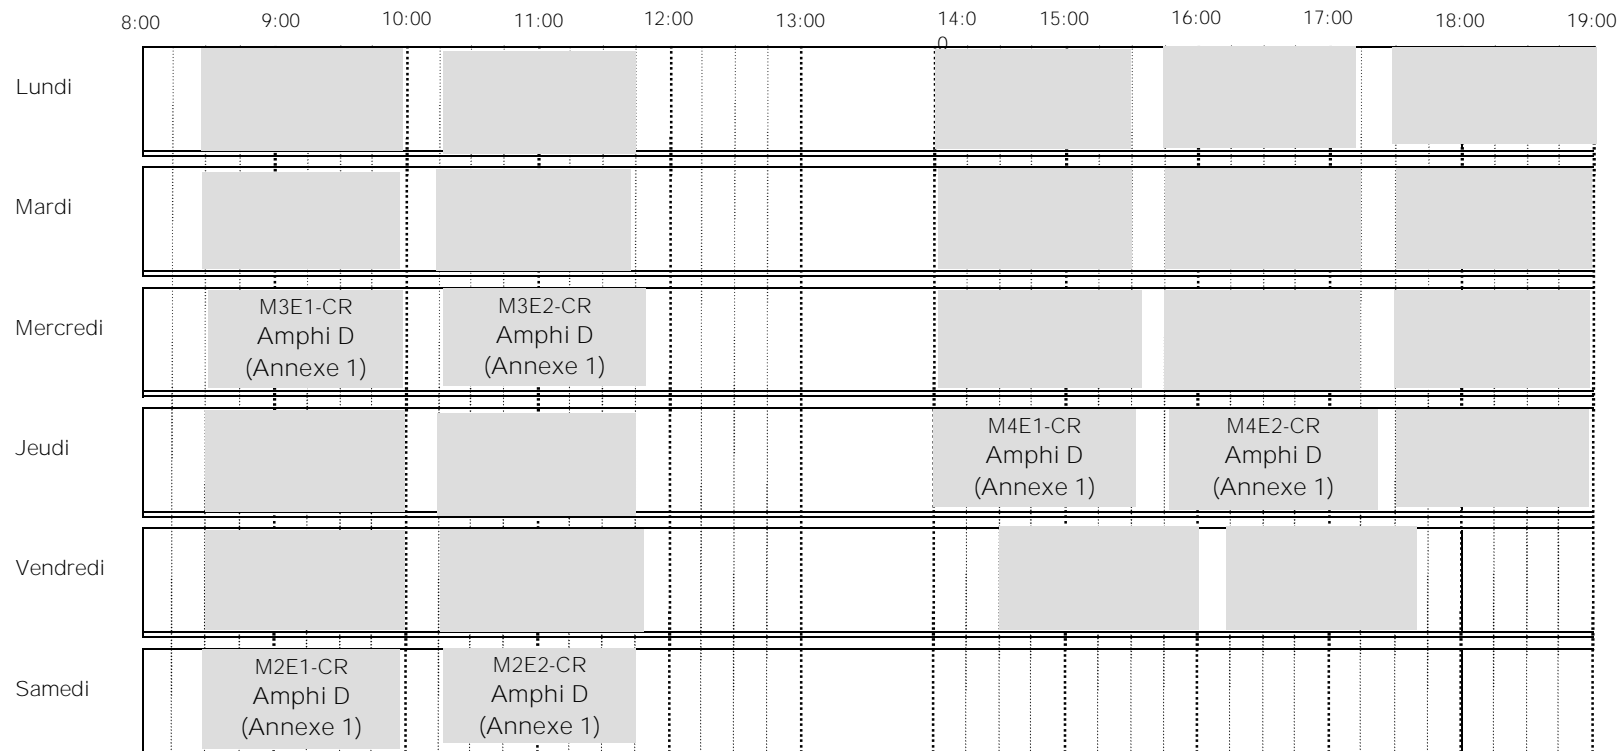 8:00 9:00 10:00 11:00 12:00 13:00 14:0 15:00 16:00 17:00 18:00 19:00
0
Lundi
Mardi
Mercredi
M3E1-CR
Amphi D
(Annexe 1)
M3E2-CR
Amphi D
(Annexe 1)
Jeudi
M4E1-CR
Amphi D
(Annexe 1)
M4E2-CR
Amphi D
(Annexe 1)
Vendredi
Samedi
M2E1-CR
Amphi D
(Annexe 1)
M2E2-CR
Amphi D
(Annexe 1)